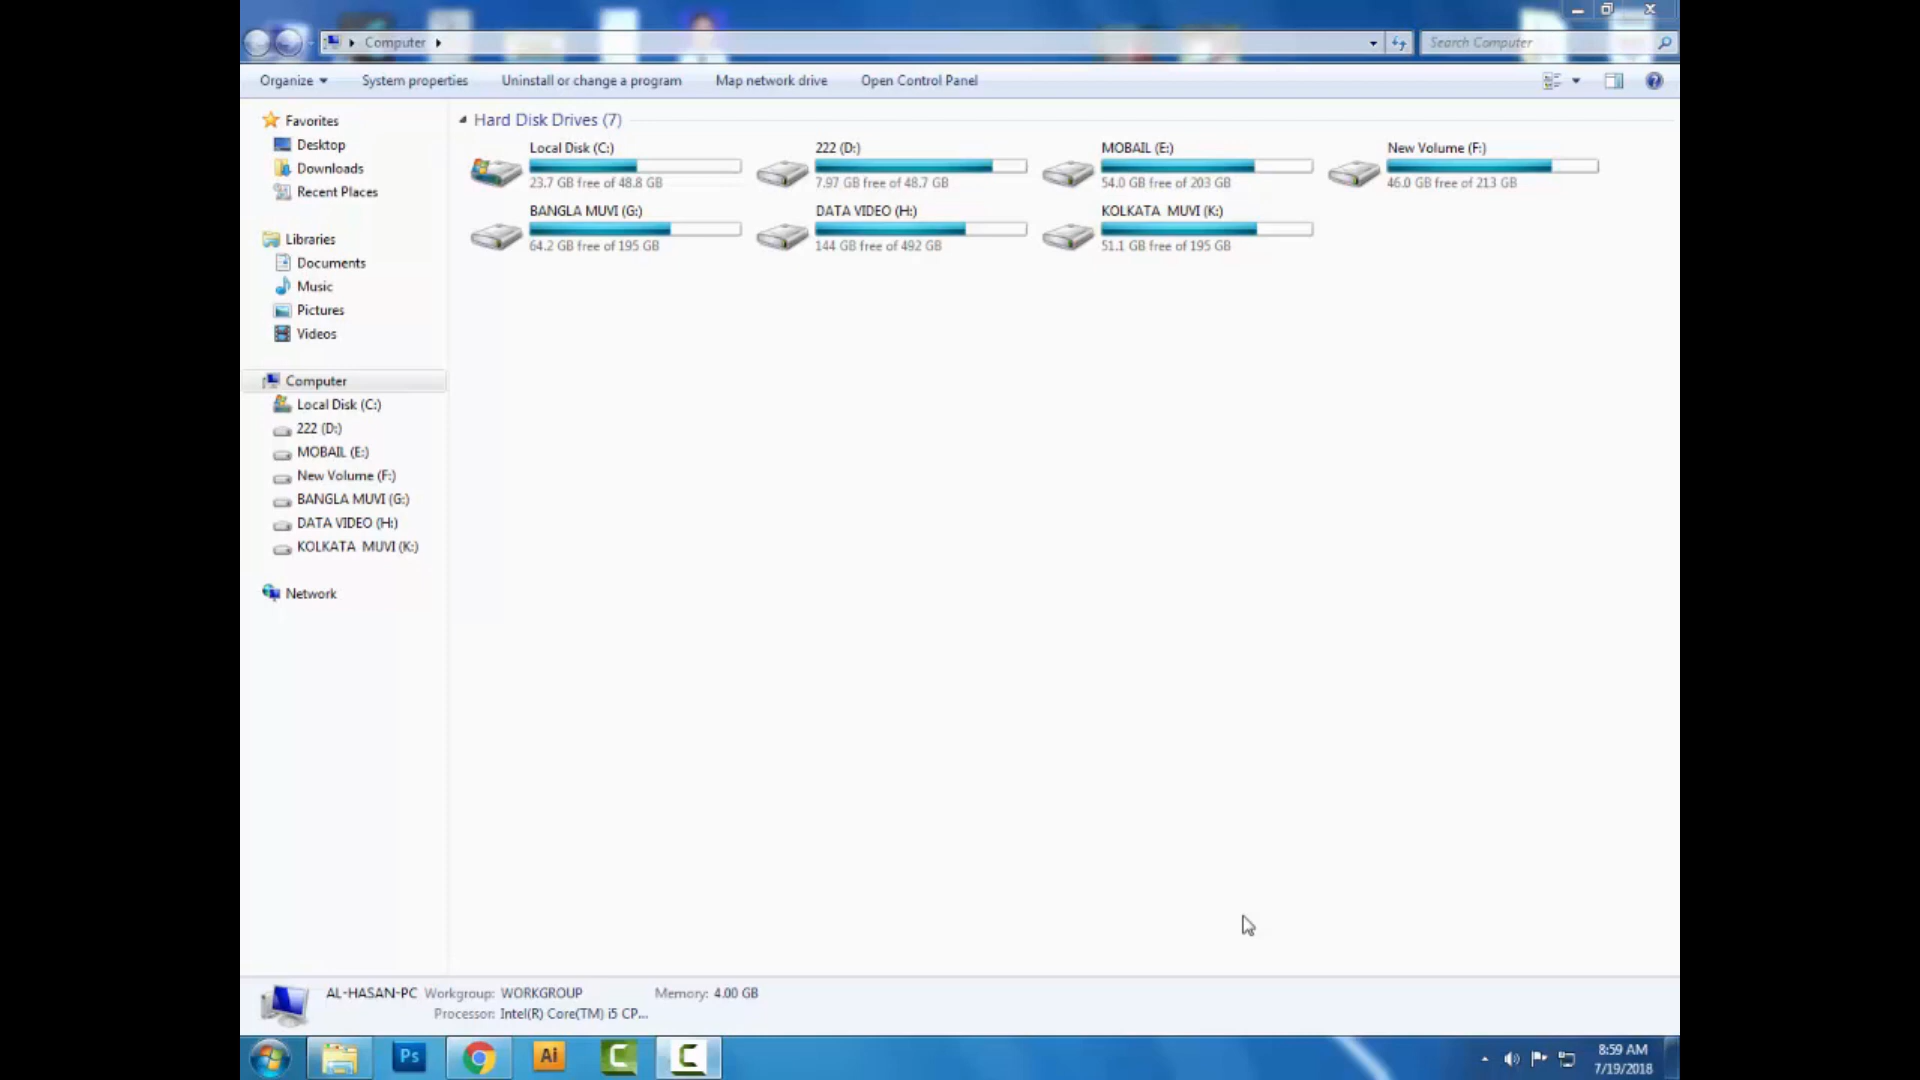 Computer
Search Computer
Organize
System properties
Uninstall or change a program
Map network drive
Open Control Panel
Favorites
Desktop
Downloads
Recent Places
Libraries
Documents
Music
Pictures
Videos
Computer
Local Disk (C:)
222 (D:)
MOBAIL (E:)
New Volume (F:)
BANGLA MUVI (G:)
DATA VIDEO (H:)
KOLKATA  MUVI (K:)
Network
Hard Disk Drives (7)
Local Disk (C:)
23.7 GB free of 48.8 GB
222 (D:)
7.97 GB free of 48.7 GB
MOBAIL (E:)
54.0 GB free of 203 GB
New Volume (F:)
46.0 GB free of 213 GB
BANGLA MUVI (G:)
64.2 GB free of 195 GB
DATA VIDEO (H:)
144 GB free of 492 GB
KOLKATA  MUVI (K:)
51.1 GB free of 195 GB
AL-HASAN-PC Workgroup: WORKGROUP Memory: 4.00 GB
Processor: Intel(R) Core(TM) i5 CP...
Ps
Ai
8:59 AM
7/19/2018